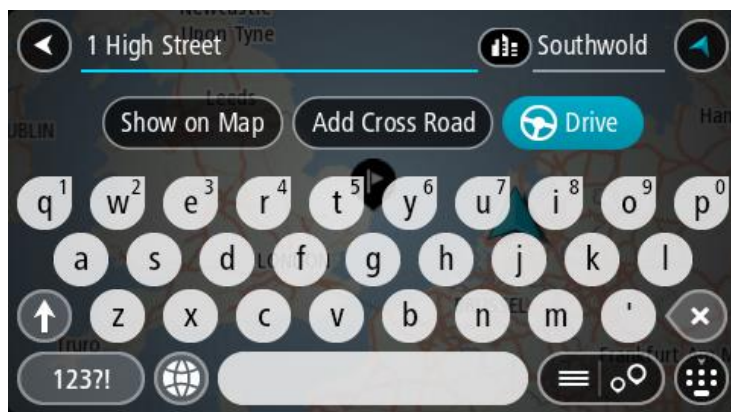 Newcastle
Upon Tyne
1 High Street Southwold
Leeds
Show on Map Add Cross Road Drive
DUBLIN Han
q1 w2 e3 r4 t5 y6 u7 i8 o9 p0
a s d f g h j k l
LONDON
z x c v b n m '
Truro
Frankfurt Am M
123?!